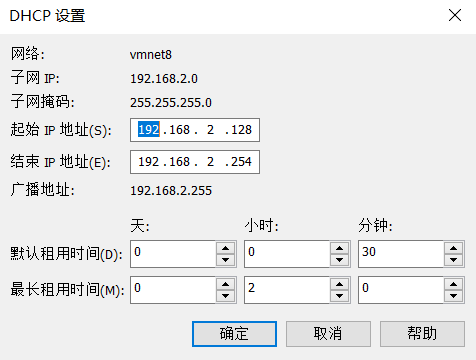 DHCP 设置
网络: vmnet8
子网 IP: 192.168.2.0
子网掩码: 255.255.255.0
起始 IP 地址(S): 192.168. 2 .128
结束 IP 地址(E): 192.168. 2 .254
广播地址: 192.168.2.255
天: 小时: 分钟:
默认租用时间(D): 0 0 30
最长租用时间(M): 0 2 0
确定 取消 帮助